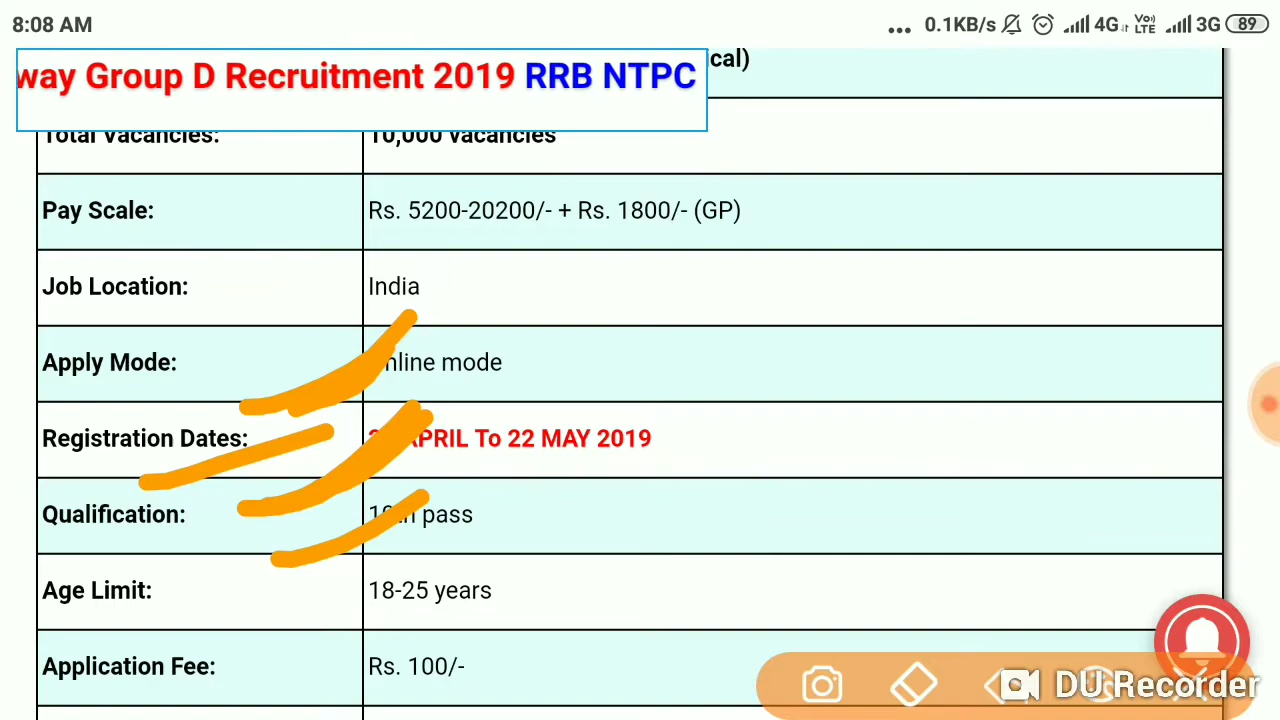 8:08 AM
... 0.1KB/s 4G VoLTE 3G 89
way Group D Recruitment 2019 RRB NTPC
cal)
Total Vacancies: 10,000 vacancies
Pay Scale: Rs. 5200-20200/- + Rs. 1800/- (GP)
Job Location: India
Apply Mode: nline mode
Registration Dates: APRIL To 22 MAY 2019
Qualification: pass
Age Limit: 18-25 years
Application Fee: Rs. 100/-
DU Recorder